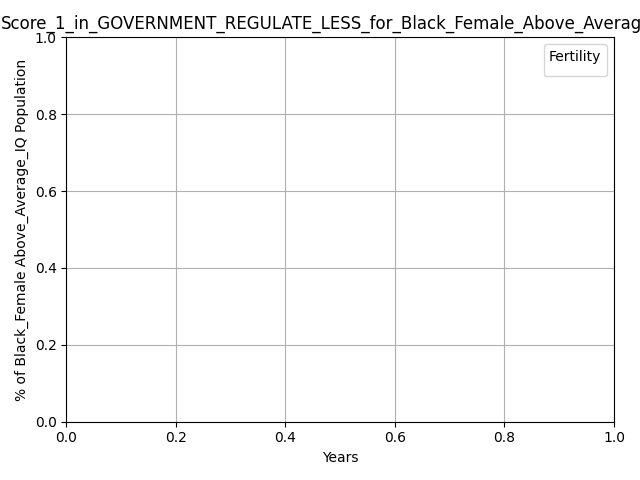 Score_1_in_GOVERNMENT_REGULATE_LESS_for_Black_Female_Above_Averag
Fertility
% of Black_Female Above_Average_IQ Population
1.0
0.8
0.6
0.4
0.2
0.0
0.0 0.2 0.4 0.6 0.8 1.0
Years